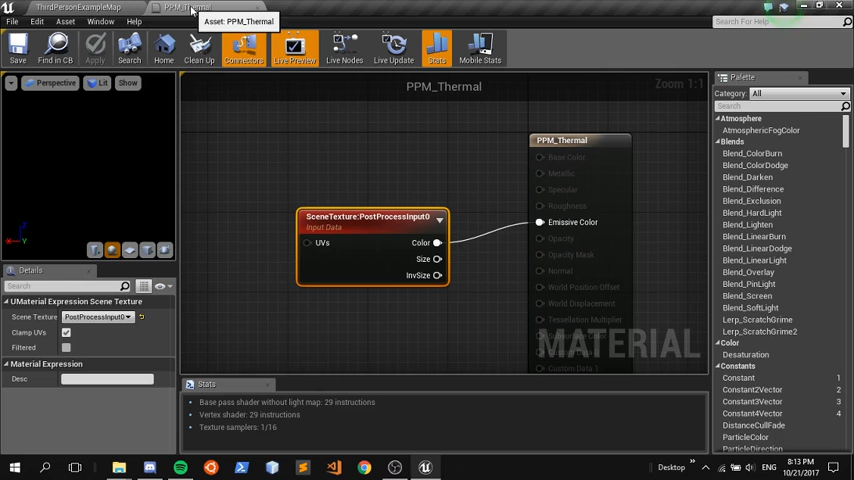 ThirdPersonExampleMap
PPM_Thermal
Asset: PPM_Thermal
File
Asset
Window
Help
Search For Help
Save
Find in CB
Apply
Search
Home
Clean Up
Connectors
Live Preview
Live Nodes
Live Update
Stats
Mobile Stats
Perspective
Lit
Show
PPM_Thermal
Zoom 1:1
SceneTexture:PostProcessInput0
Input Data
UVs
Color
Size
InvSize
PPM_Thermal
Base Color
Metallic
Specular
Roughness
Emissive Color
Opacity
Opacity Mask
Normal
World Position Offset
World Displacement
Tessellation Multiplier
Custom Data 1
MATERIAL
Details
Search
UMaterial Expression Scene Texture
Scene Texture
PostProcessInput0
Clamp UVs
Filtered
Material Expression
Desc
Stats
Base pass shader without light map: 29 instructions
Vertex shader: 29 instructions
Texture samplers: 1/16
Palette
Category:
All
Search
Atmosphere
AtmosphericFogColor
Blends
Blend_ColorBurn
Blend_ColorDodge
Blend_Darken
Blend_Difference
Blend_Exclusion
Blend_HardLight
Blend_Lighten
Blend_LinearBurn
Blend_LinearDodge
Blend_LinearLight
Blend_Overlay
Blend_PinLight
Blend_Screen
Blend_SoftLight
Lerp_ScratchGrime
Lerp_ScratchGrime2
Color
Desaturation
Constants
Constant 1
Constant2Vector 2
Constant3Vector 3
Constant4Vector 4
DistanceCullFade
ParticleColor
Desktop
ENG
8:13 PM
10/21/2017